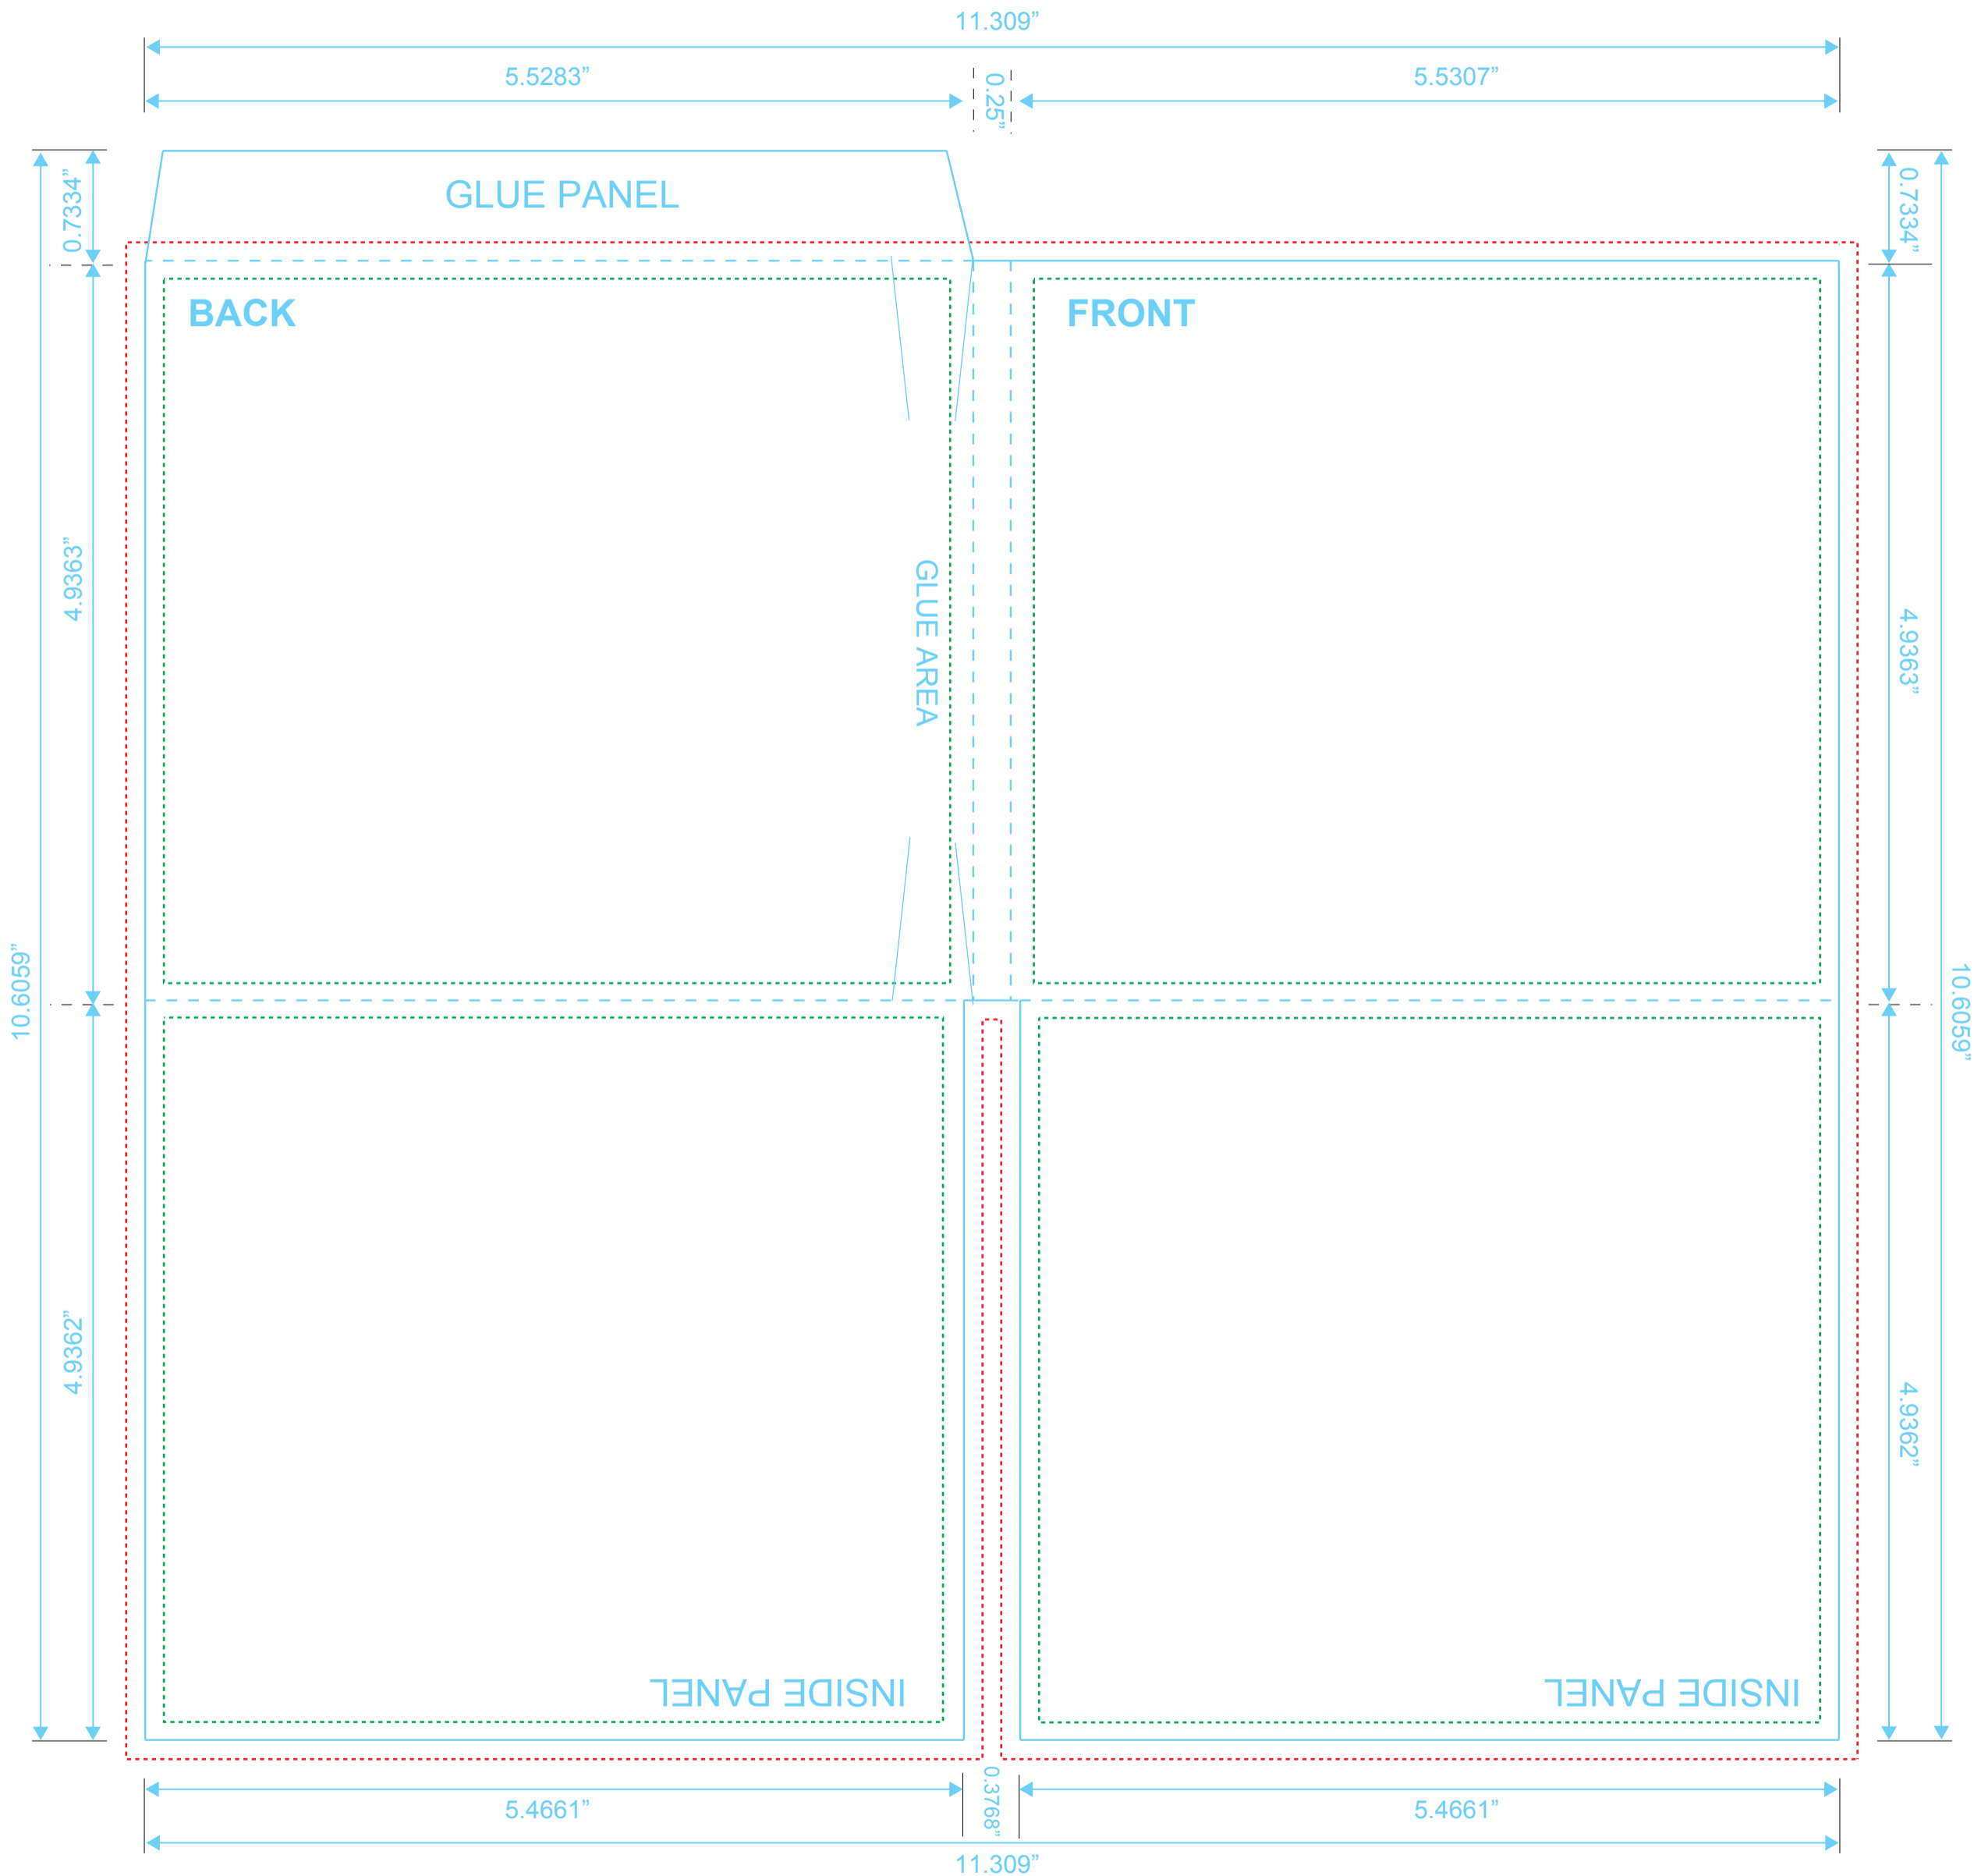 11.309”
5.5283”
0.25”
5.5307”
GLUE PANEL
0.7334”
0.7334”
BACK
FRONT
4.9363”
GLUE AREA
4.9363”
10.6059”
10.6059”
4.9362”
4.9362”
INSIDE PANEL
INSIDE PANEL
5.4661”
0.3768”
5.4661”
11.309”